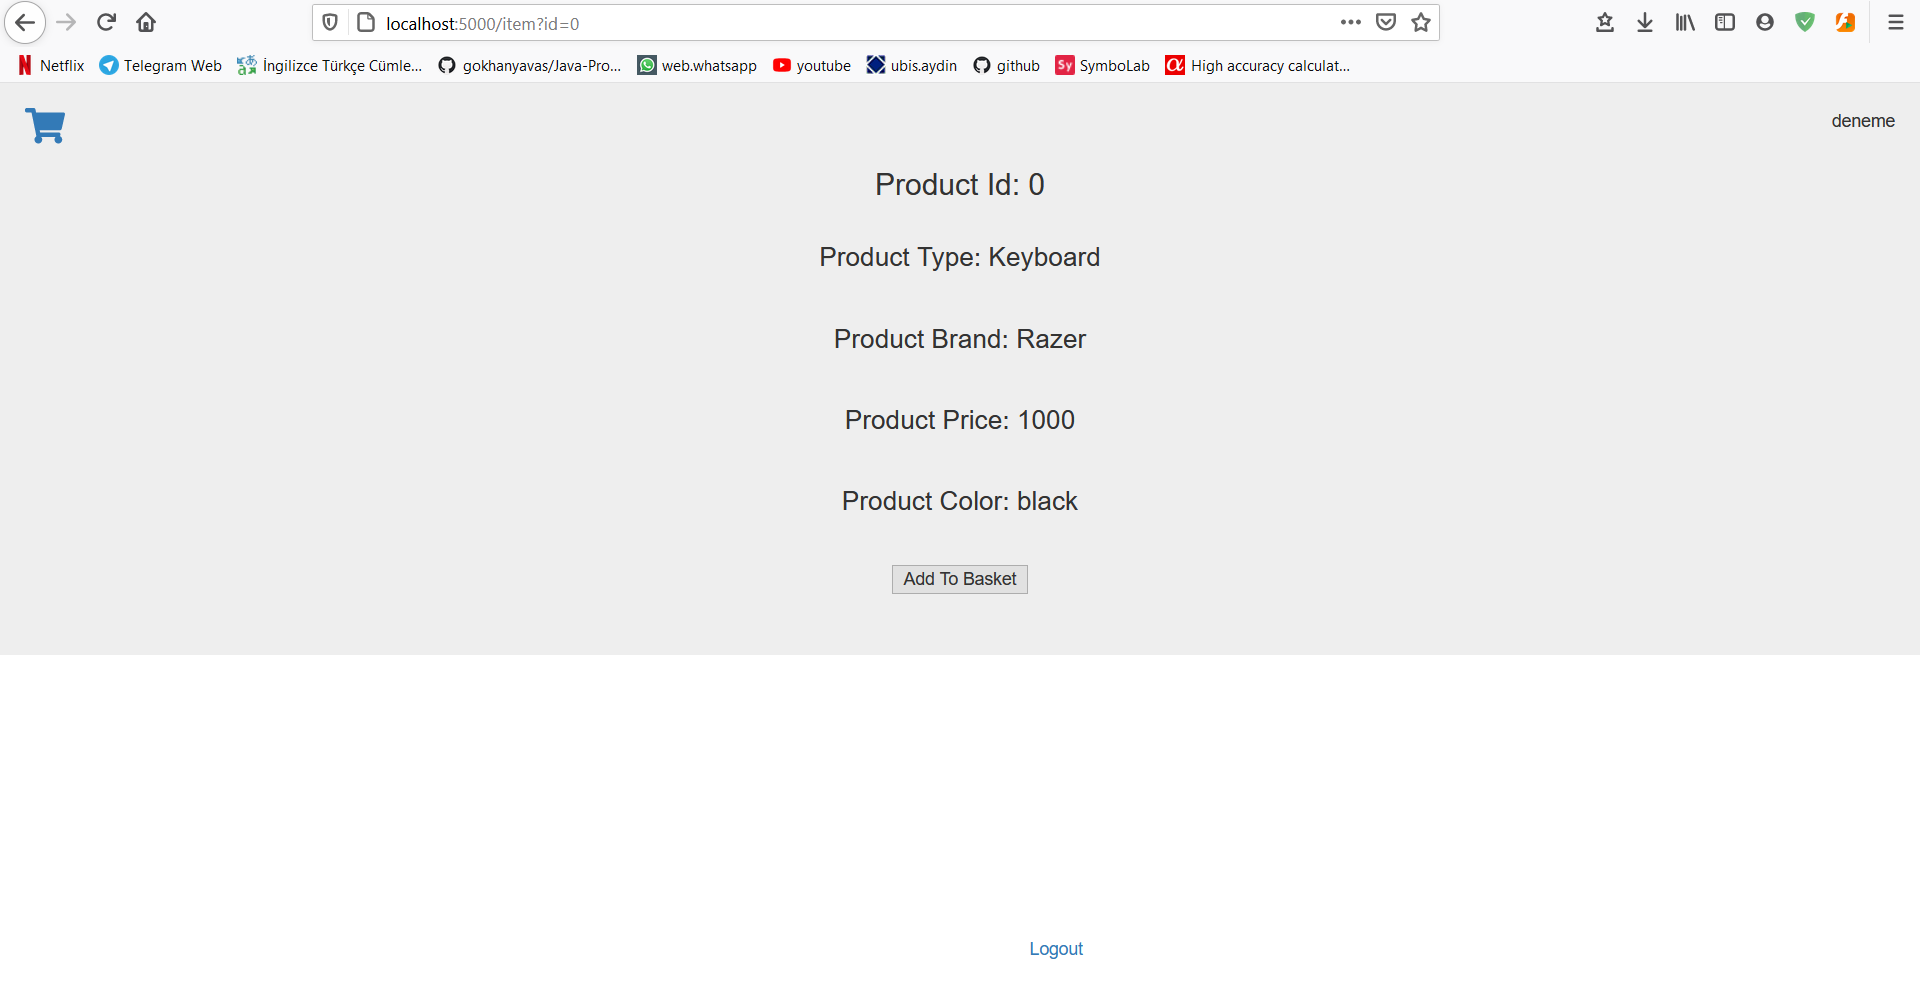 localhost:5000/item?id=0
Netflix Telegram Web İngilizce Türkçe Cümle... gokhanyavas/Java-Pro... web.whatsapp youtube ubis.aydin github Sy SymboLab High accuracy calculat...
deneme
Product Id: 0
Product Type: Keyboard
Product Brand: Razer
Product Price: 1000
Product Color: black
Add To Basket
Logout